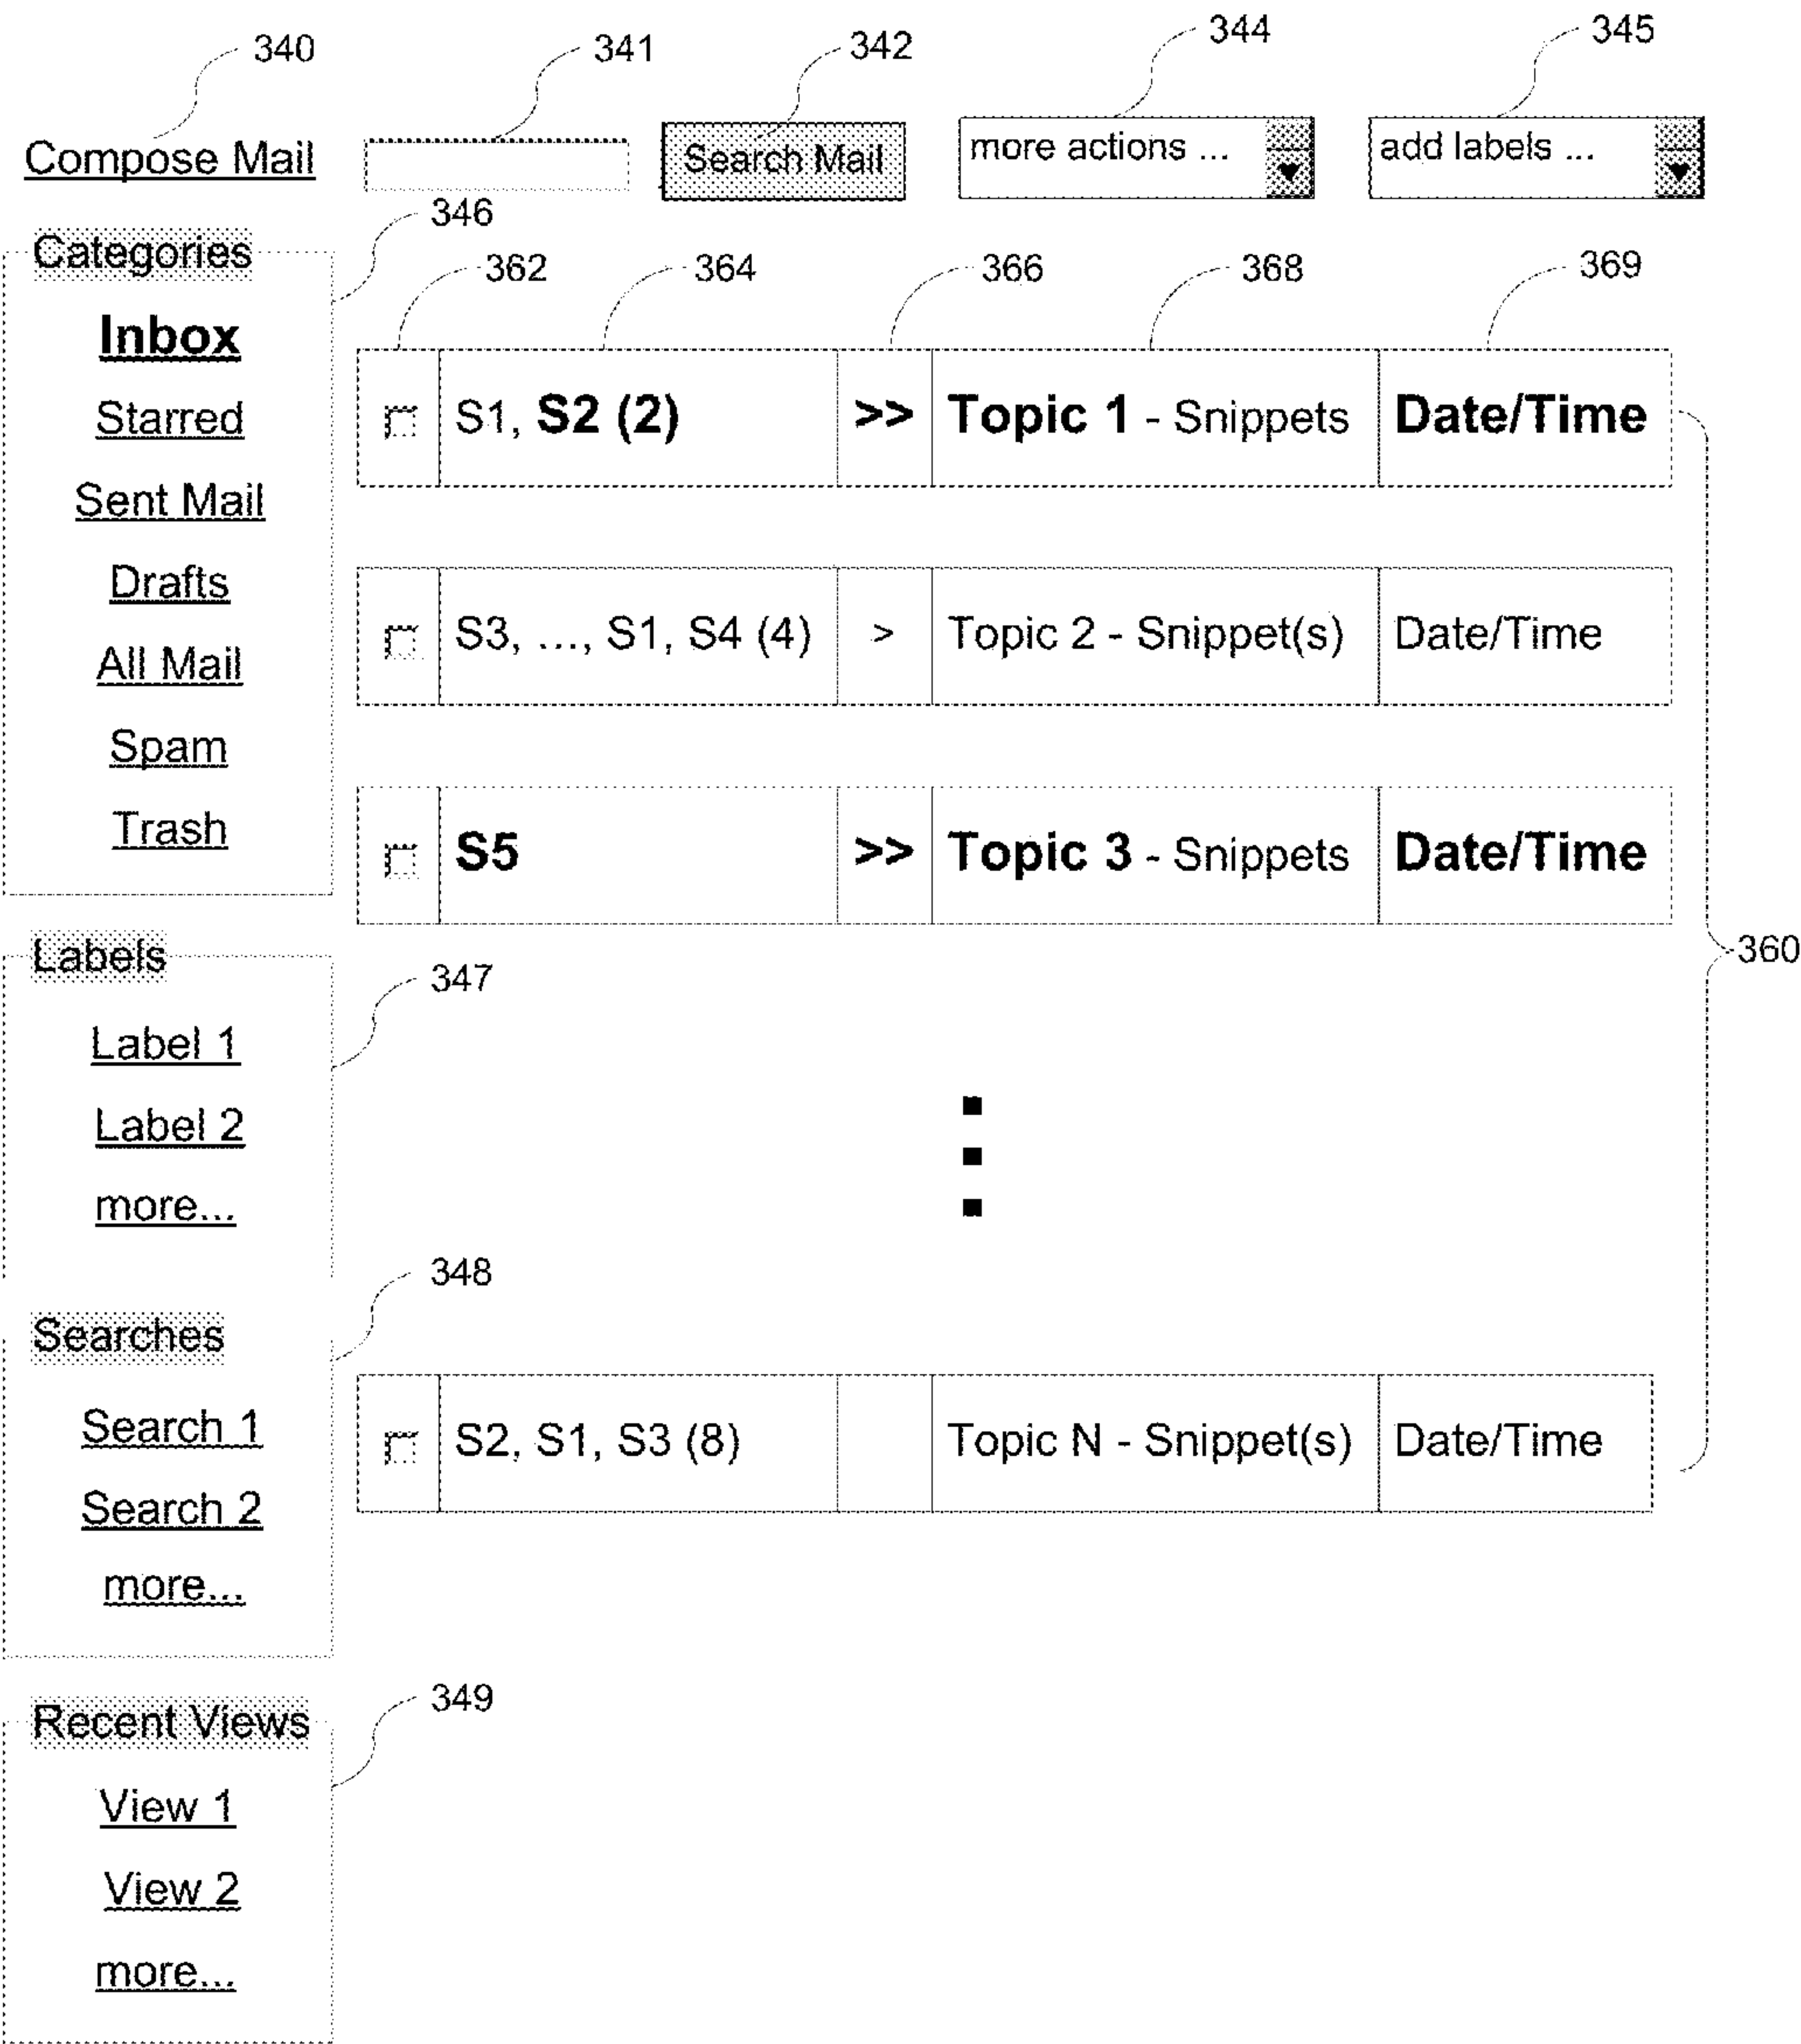 340
341
342
344
345
Compose Mail
Search Mail
more actions ...
add labels ...
346
Categories
Inbox
Starred
Sent Mail
Drafts
All Mail
Spam
Trash
362
364
366
368
369
S1, S2 (2) >> Topic 1 - Snippets Date/Time
S3, ..., S1, S4 (4) > Topic 2 - Snippet(s) Date/Time
S5 >> Topic 3 - Snippets Date/Time
360
Labels
347
Label 1
Label 2
more...
348
Searches
Search 1
Search 2
more...
S2, S1, S3 (8) Topic N - Snippet(s) Date/Time
349
Recent Views
View 1
View 2
more...